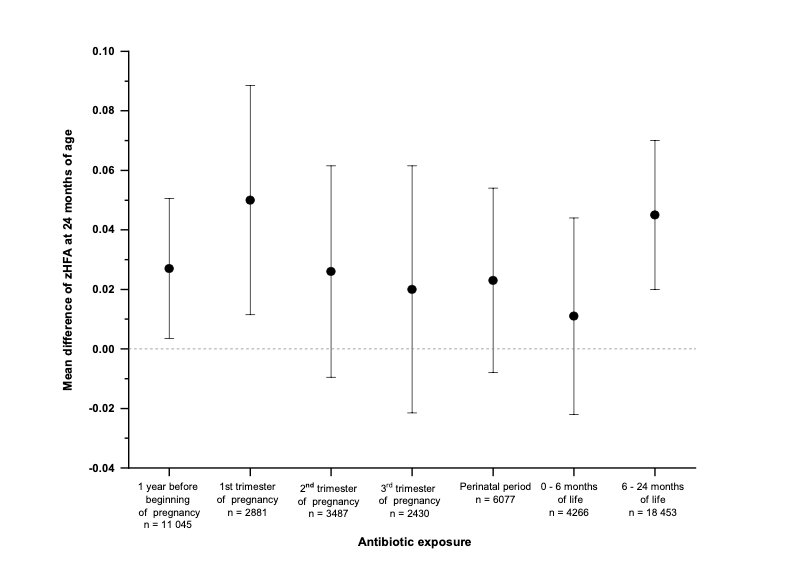 Mean difference of zHFA at 24 months of age
0.10
0.08
0.06
0.04
0.02
0.00
-0.02
-0.04
1 year before
beginning
of pregnancy
n = 11 045
1st trimester
of pregnancy
n = 2881
2nd trimester
of pregnancy
n = 3487
3rd trimester
of pregnancy
n = 2430
Perinatal period
n = 6077
0 - 6 months
of life
n = 4266
6 - 24 months
of life
n = 18 453
Antibiotic exposure